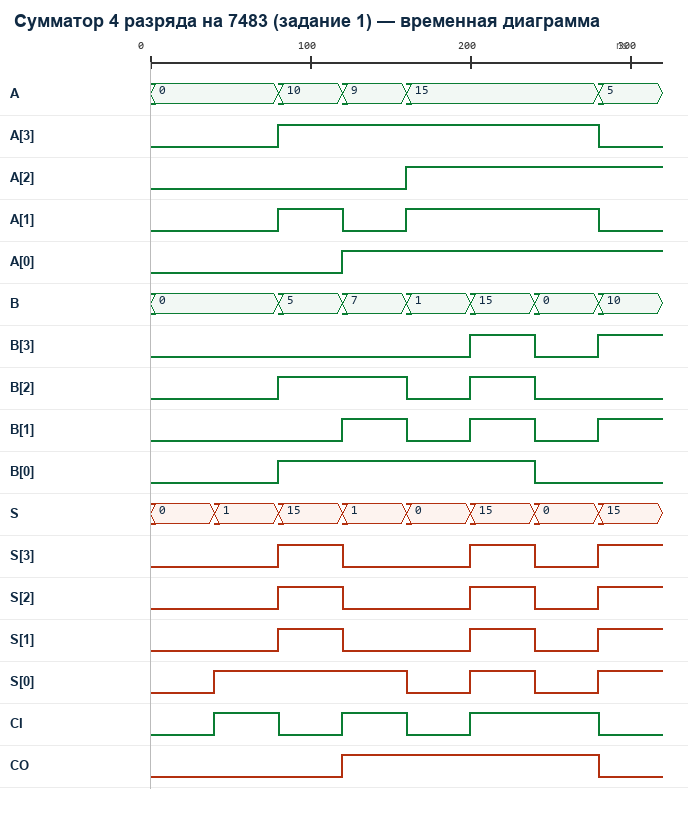 Сумматор 4 разряда на 7483 (задание 1) — временная диаграмма
0 100 200 300
A 0 10 9 15 5
A[3]
A[2]
A[1]
A[0]
B 0 5 7 1 15 0 10
B[3]
B[2]
B[1]
B[0]
S 0 1 15 1 0 15 0 15
S[3]
S[2]
S[1]
S[0]
CI
CO